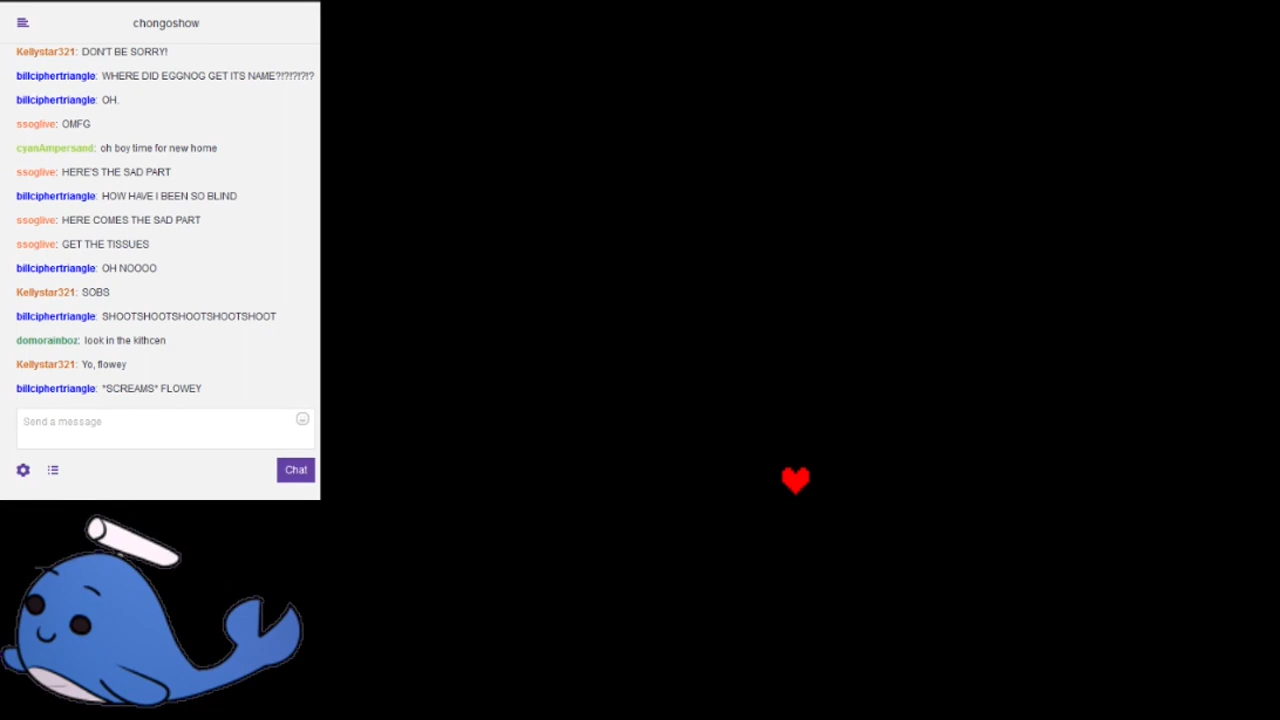 chongoshow
Kellystar321: DON'T BE SORRY!
billciphertriangle: WHERE DID EGGNOG GET ITS NAME?!?!?!?!?
billciphertriangle: OH.
ssoglive: OMFG
cyanAmpersand: oh boy time for new home
ssoglive: HERE'S THE SAD PART
billciphertriangle: HOW HAVE I BEEN SO BLIND
ssoglive: HERE COMES THE SAD PART
ssoglive: GET THE TISSUES
billciphertriangle: OH NOOOO
Kellystar321: SOBS
billciphertriangle: SHOOTSHOOTSHOOTSHOOTSHOOT
domorainboz: look in the kithcen
Kellystar321: Yo, flowey
billciphertriangle: *SCREAMS* FLOWEY
Send a message
Chat